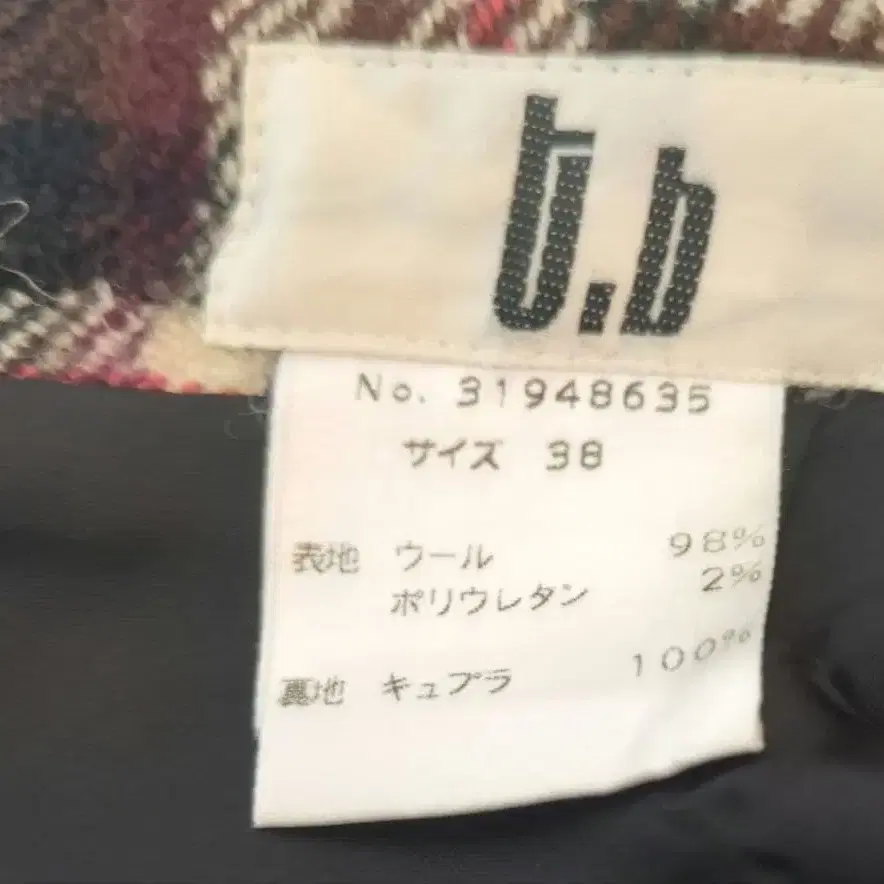 t.b
No. 31948635
サイズ 38
表地 ウール 98%
ポリウレタン 2%
裏地 キュプラ 100%